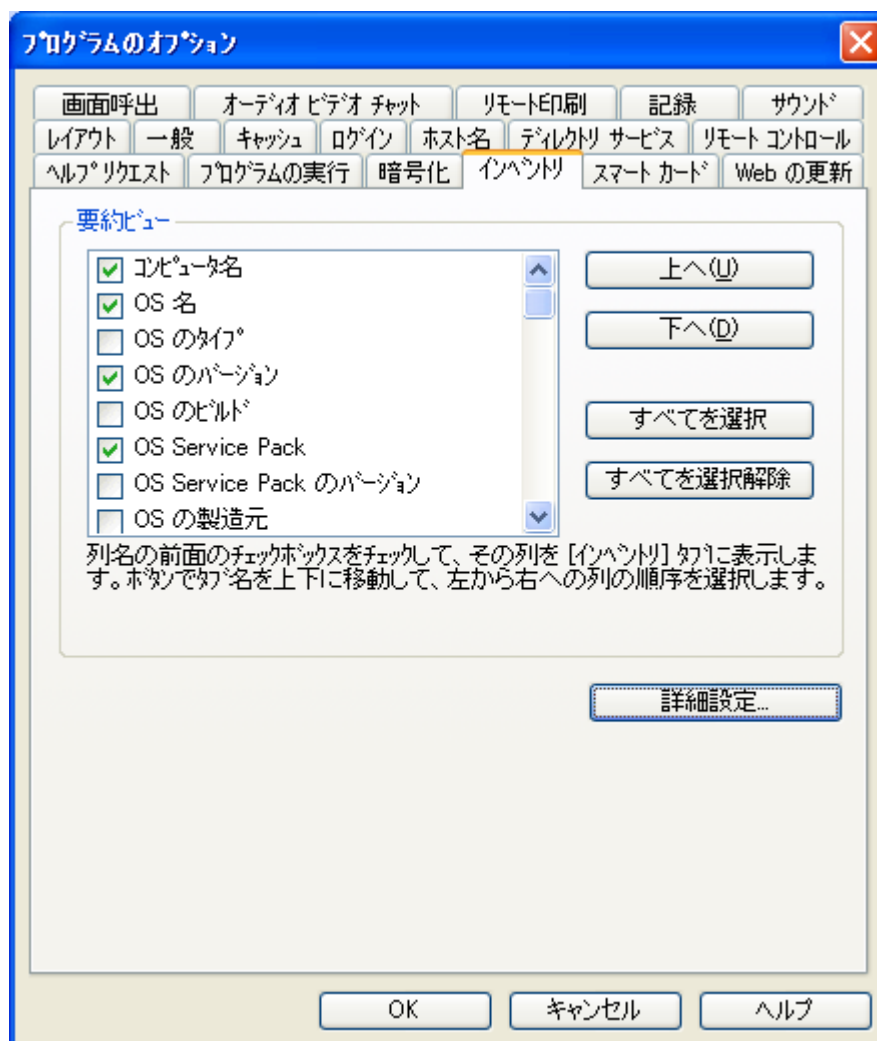 プログラムのオプション
画面呼出 オーディオ ビデオ チャット リモート印刷 記録 サウンド
レイアウト 一般 キャッシュ ログイン ホスト名 ディレクトリ サービス リモート コントロール
ヘルプ リクエスト プログラムの実行 暗号化 インベントリ スマート カード Web の更新
要約ビュー
コンピュータ名
OS 名
OS のタイプ
OS のバージョン
OS のビルド
OS Service Pack
OS Service Pack のバージョン
OS の製造元
上へ(U)
下へ(D)
すべてを選択
すべてを選択解除
列名の前面のチェックボックスをチェックして、その列を [インベントリ] タブに表示しま
す。ボタンでタブ名を上下に移動して、左から右への列の順序を選択します。
詳細設定...
OK キャンセル ヘルプ